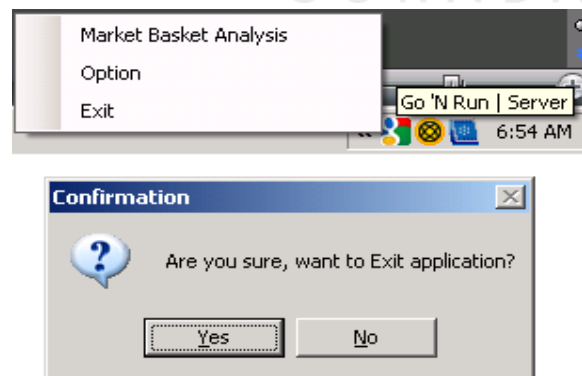 Market Basket Analysis
Option
Exit
Go 'N Run | Server
6:54 AM
Confirmation
Are you sure, want to Exit application?
Yes
No